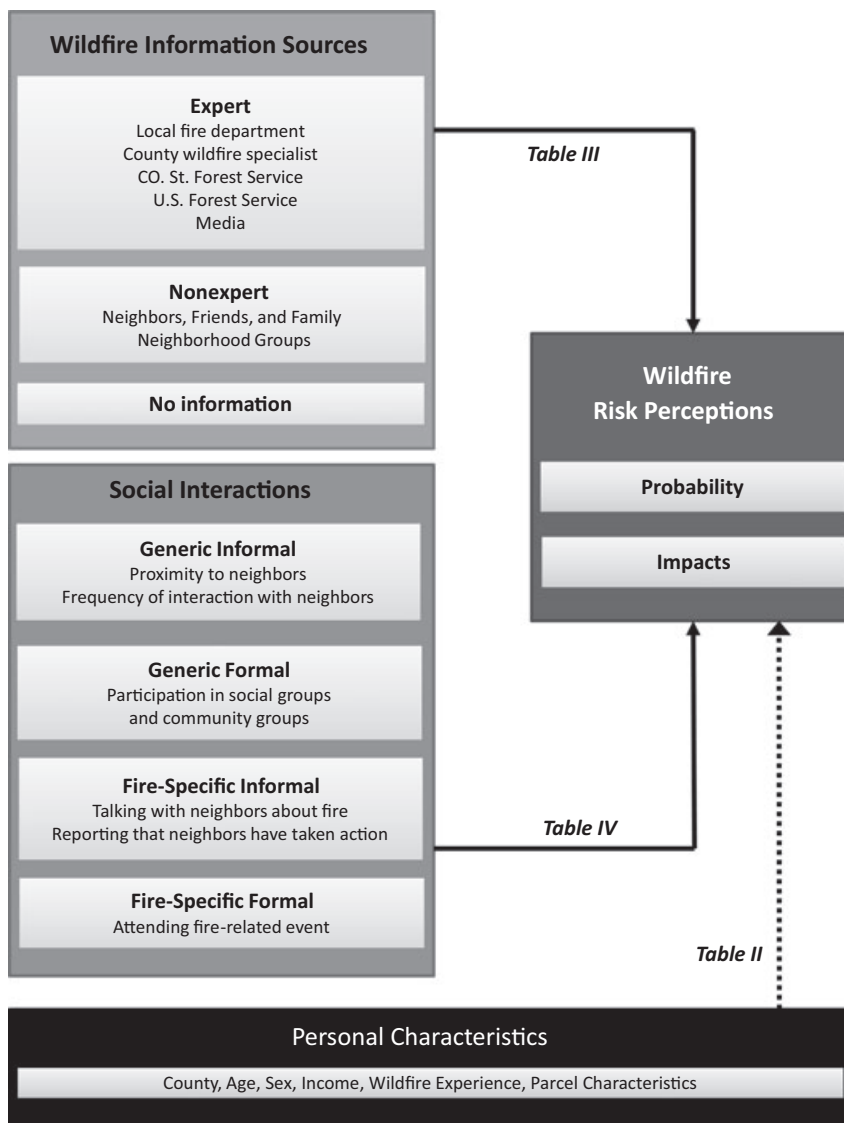 Wildfire Information Sources
Expert
Local fire department
County wildfire specialist
CO. St. Forest Service
U.S. Forest Service
Media
Nonexpert
Neighbors, Friends, and Family
Neighborhood Groups
No information
Table III
Wildfire
Risk Perceptions
Probability
Impacts
Social Interactions
Generic Informal
Proximity to neighbors
Frequency of interaction with neighbors
Generic Formal
Participation in social groups
and community groups
Fire-Specific Informal
Talking with neighbors about fire
Reporting that neighbors have taken action
Fire-Specific Formal
Attending fire-related event
Table IV
Table II
Personal Characteristics
County, Age, Sex, Income, Wildfire Experience, Parcel Characteristics